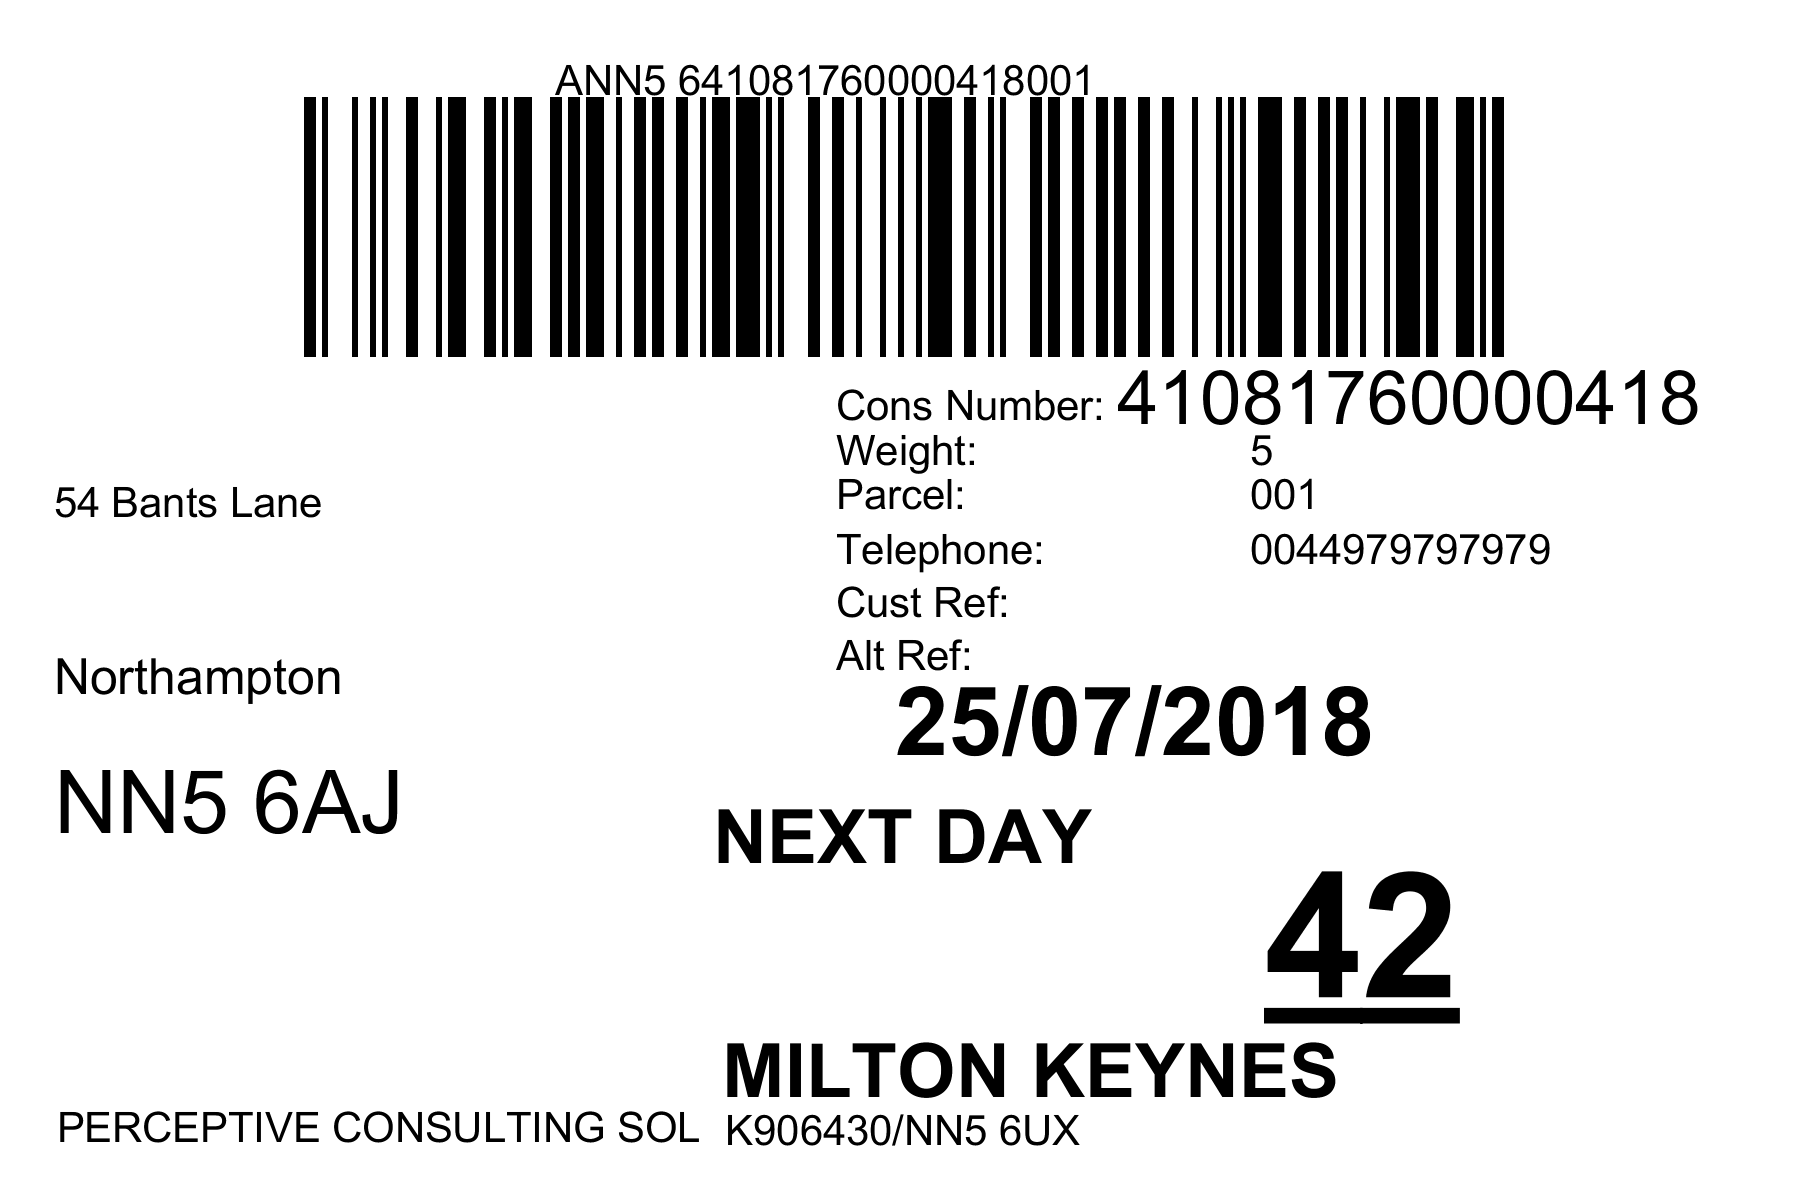 ANN5 641081760000418001
Cons Number: 41081760000418
Weight: 5
Parcel: 001
54 Bants Lane
Telephone: 0044979797979
Cust Ref:
Alt Ref:
Northampton
25/07/2018
NN5 6AJ
NEXT DAY
42
MILTON KEYNES
PERCEPTIVE CONSULTING SOL K906430/NN5 6UX